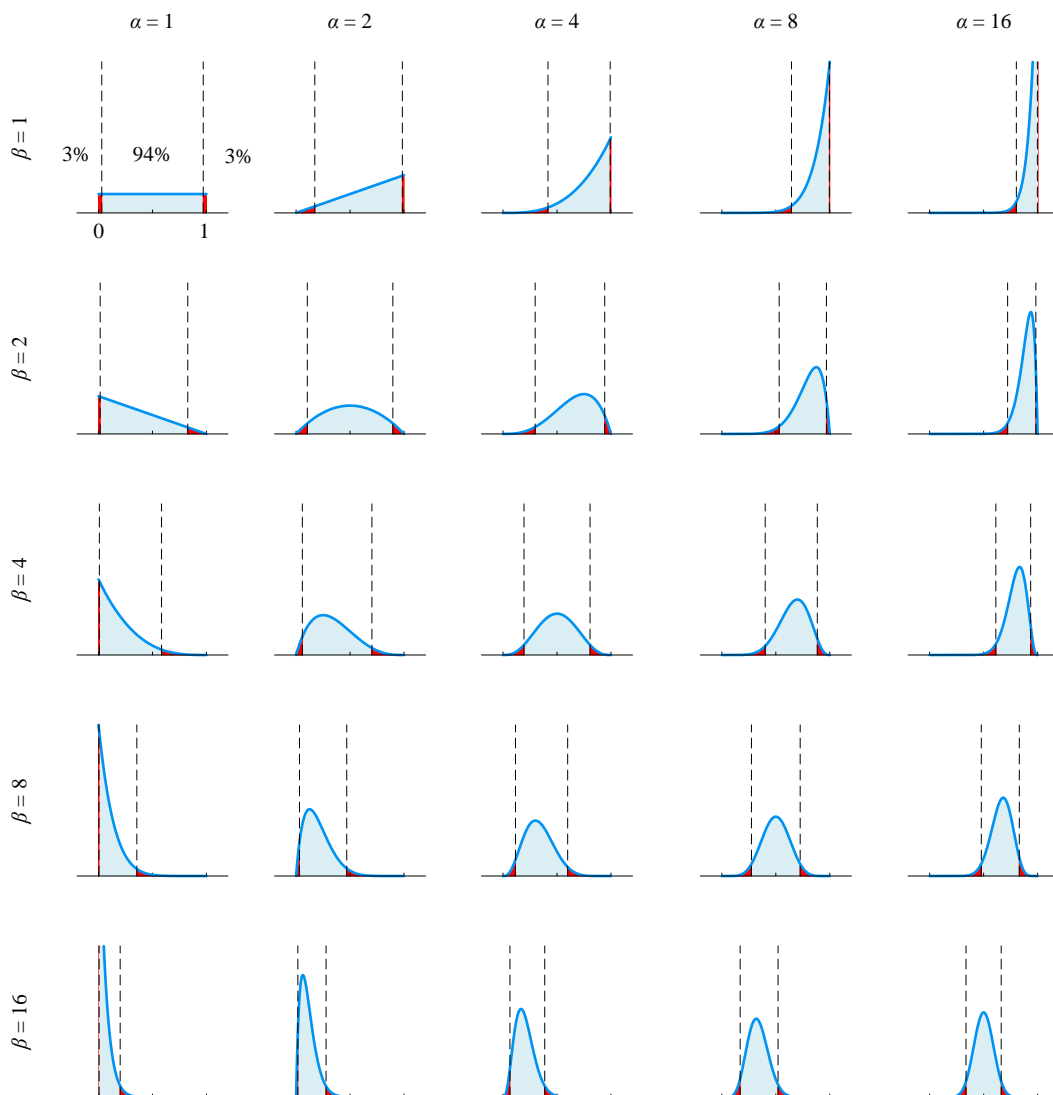 α = 1 α = 2 α = 4 α = 8 α = 16
β = 1
3% 94% 3%
0 1
β = 2
β = 4
β = 8
β = 16